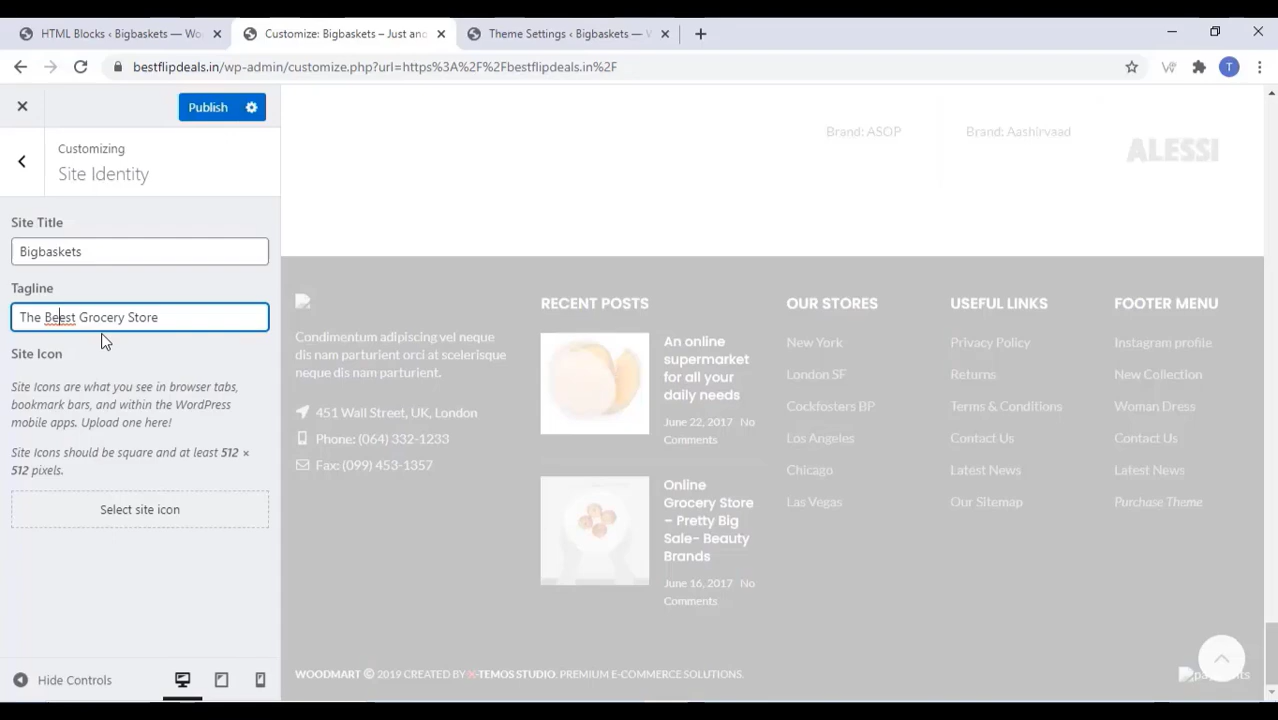 HTML Blocks ‹ Bigbaskets — Wo
Customize: Bigbaskets – Just ano
Theme Settings ‹ Bigbaskets — W
bestflipdeals.in/wp-admin/customize.php?url=https%3A%2F%2Fbestflipdeals.in%2F
T
Publish
Customizing
Site Identity
Site Title
Bigbaskets
Tagline
The Beest Grocery Store
Site Icon
Site Icons are what you see in browser tabs,
bookmark bars, and within the WordPress
mobile apps. Upload one here!
Site Icons should be square and at least 512 ×
512 pixels.
Select site icon
Hide Controls
Brand: ASOP
Brand: Aashirvaad
ALESSI
Condimentum adipiscing vel neque
dis nam parturient orci at scelerisque
neque dis nam parturient.
451 Wall Street, UK, London
Phone: (064) 332-1233
Fax: (099) 453-1357
RECENT POSTS
An online
supermarket
for all your
daily needs
June 22, 2017 No
Comments
Online
Grocery Store
– Pretty Big
Sale- Beauty
Brands
June 16, 2017 No
Comments
OUR STORES
New York
London SF
Cockfosters BP
Los Angeles
Chicago
Las Vegas
USEFUL LINKS
Privacy Policy
Returns
Terms & Conditions
Contact Us
Latest News
Our Sitemap
FOOTER MENU
Instagram profile
New Collection
Woman Dress
Contact Us
Latest News
Purchase Theme
WOODMART © 2019 CREATED BY X-TEMOS STUDIO. PREMIUM E-COMMERCE SOLUTIONS.